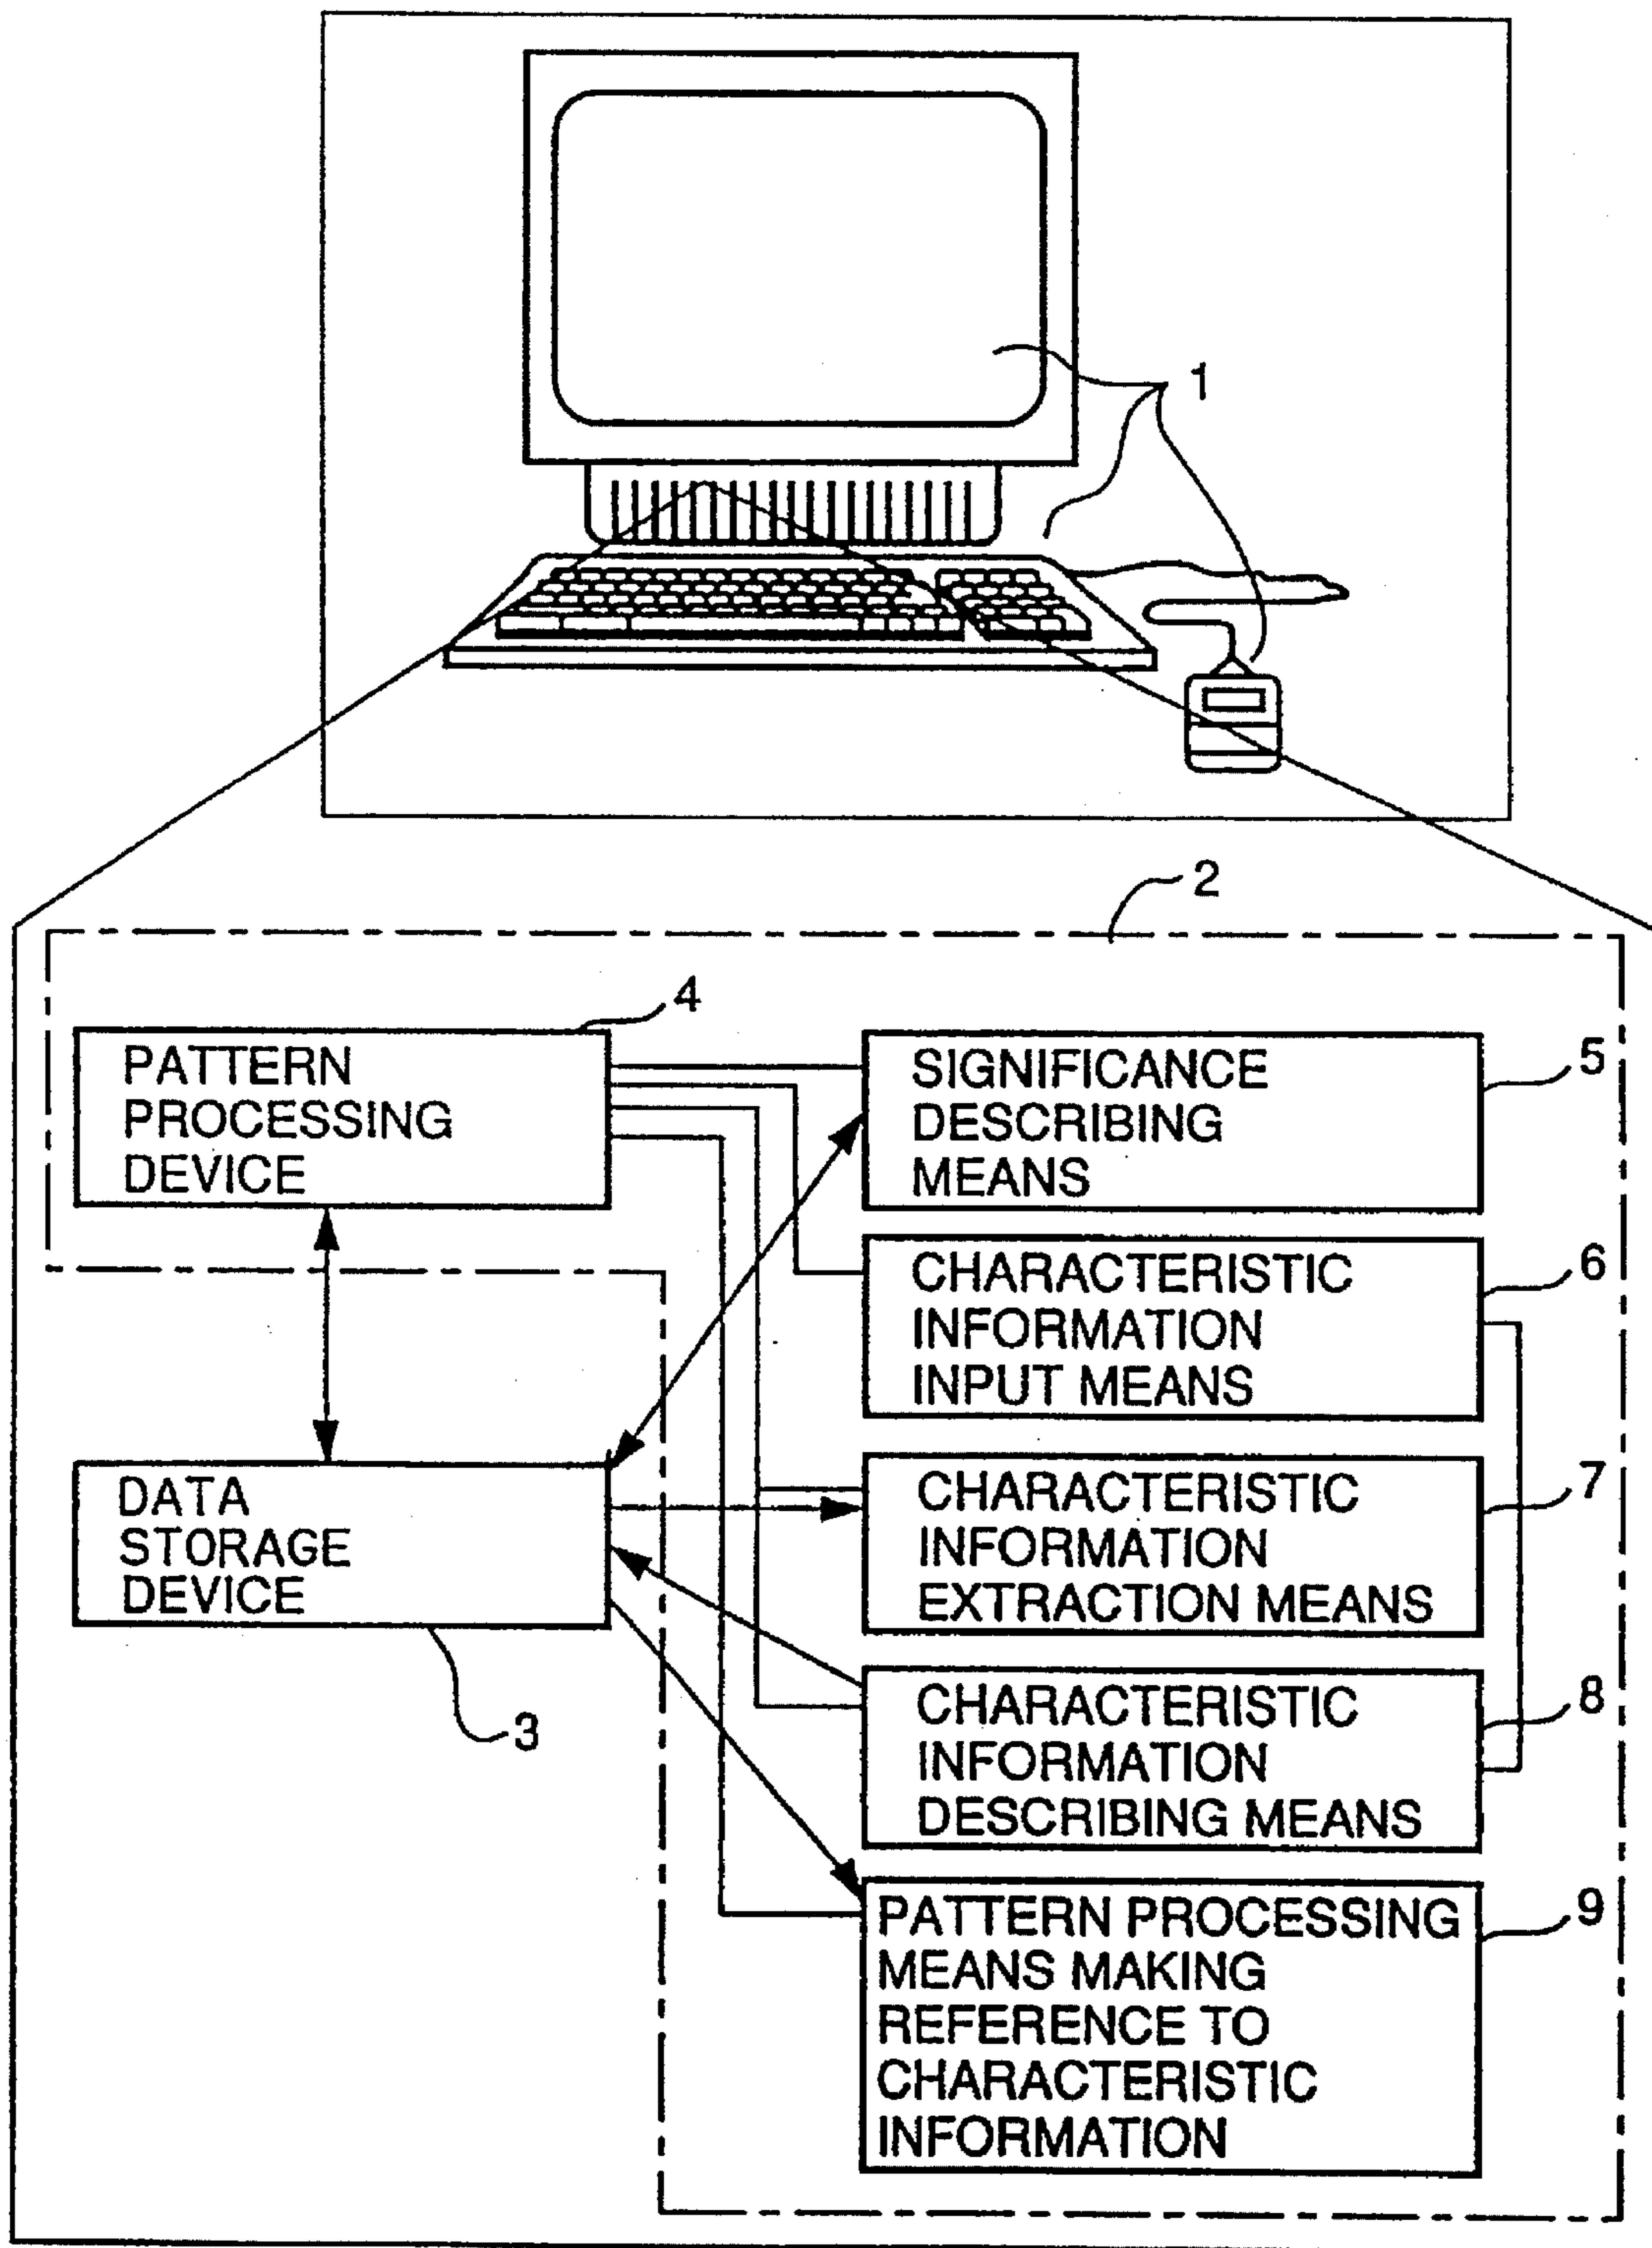 1
2
4
PATTERN
PROCESSING
DEVICE
5
SIGNIFICANCE
DESCRIBING
MEANS
6
CHARACTERISTIC
INFORMATION
INPUT MEANS
DATA
STORAGE
DEVICE
3
7
CHARACTERISTIC
INFORMATION
EXTRACTION MEANS
8
CHARACTERISTIC
INFORMATION
DESCRIBING MEANS
9
PATTERN PROCESSING
MEANS MAKING
REFERENCE TO
CHARACTERISTIC
INFORMATION